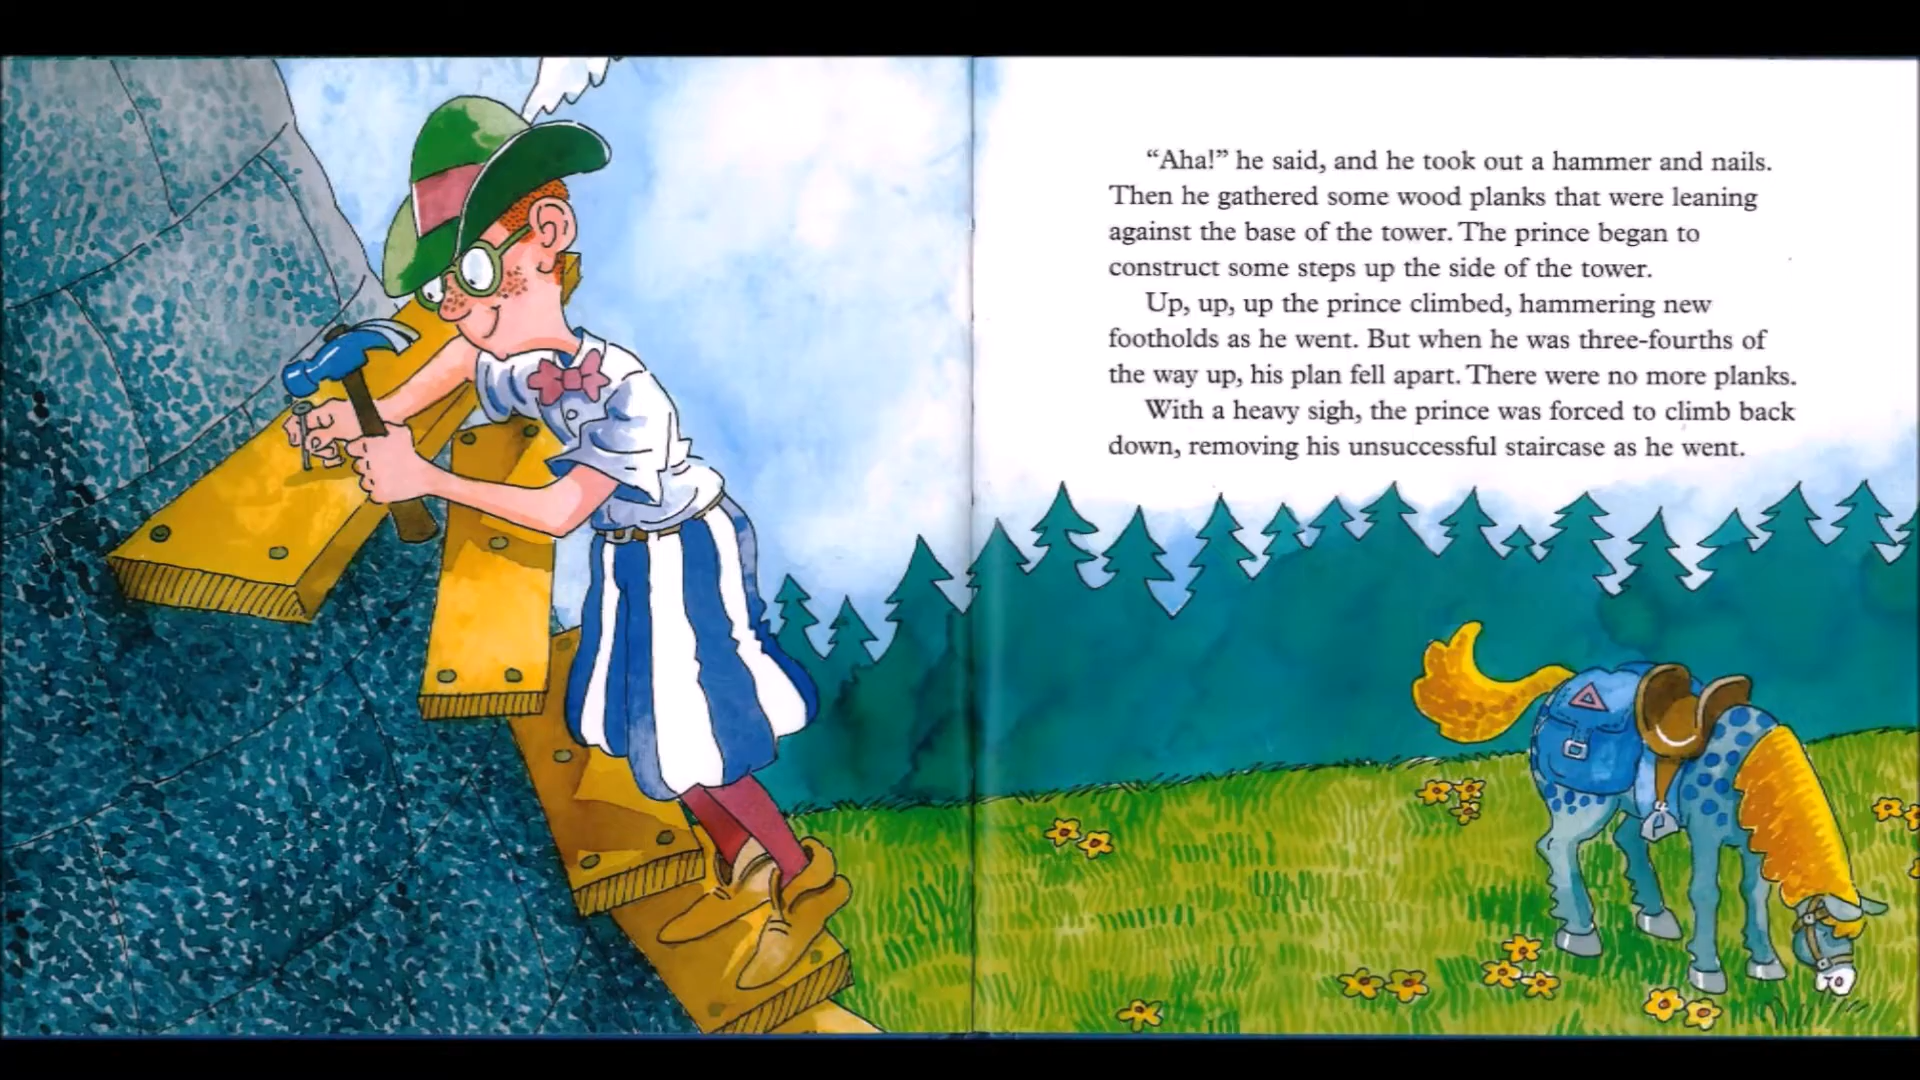 “Aha!” he said, and he took out a hammer and nails.
Then he gathered some wood planks that were leaning
against the base of the tower. The prince began to
construct some steps up the side of the tower.
Up, up, up the prince climbed, hammering new
footholds as he went. But when he was three-fourths of
the way up, his plan fell apart. There were no more planks.
With a heavy sigh, the prince was forced to climb back
down, removing his unsuccessful staircase as he went.